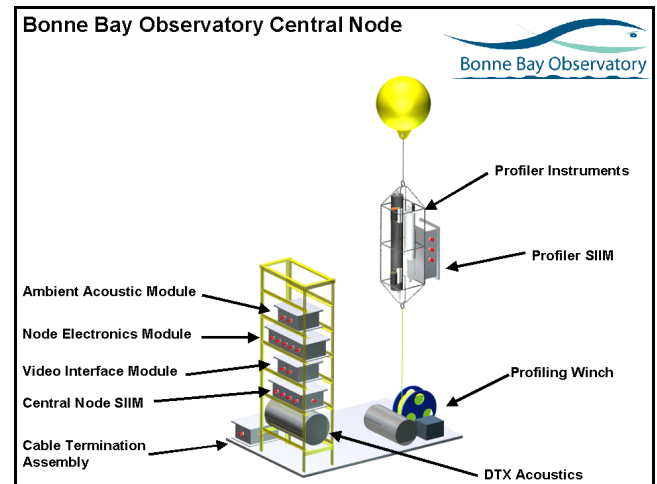 Bonne Bay Observatory Central Node
Bonne Bay Observatory
Profiler Instruments
Profiler SIIM
Ambient Acoustic Module
Node Electronics Module
Video Interface Module
Profiling Winch
Central Node SIIM
Cable Termination
Assembly
DTX Acoustics